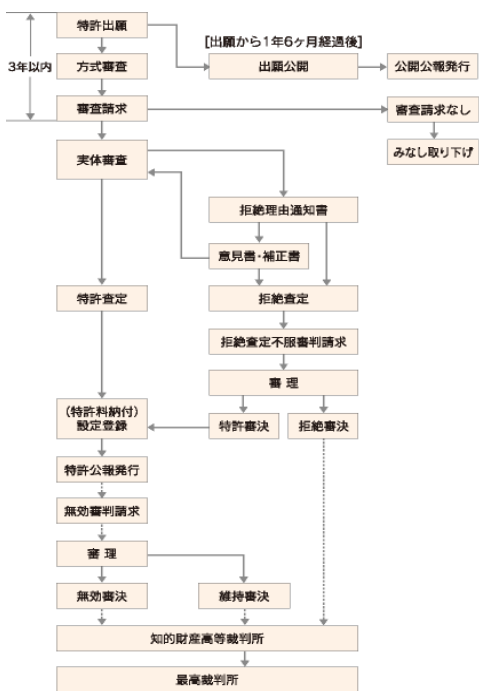 特許出願
[出願から1年6ヶ月経過後]
3年以内
方式審査
出願公開
公開公報発行
審査請求
審査請求なし
実体審査
みなし取り下げ
拒絶理由通知書
意見書・補正書
特許査定
拒絶査定
拒絶査定不服審判請求
審理
(特許料納付)
設定登録
特許審決
拒絶審決
特許公報発行
無効審判請求
審理
無効審決
維持審決
知的財産高等裁判所
最高裁判所